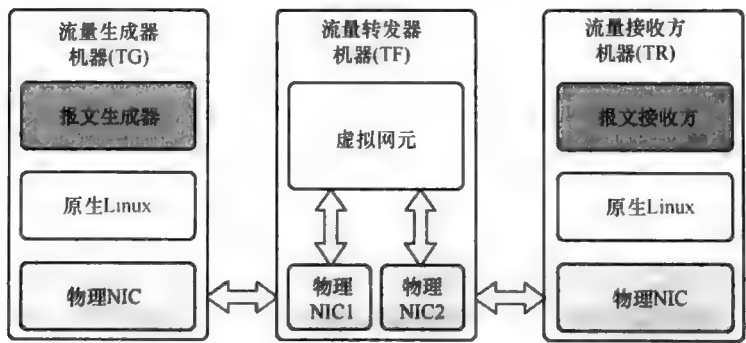 流量生成器
机器(TG)
报文生成器
原生Linux
物理NIC
流量转发器
机器(TF)
虚拟网元
物理
NIC1
物理
NIC2
流量接收方
机器(TR)
报文接收方
原生Linux
物理NIC